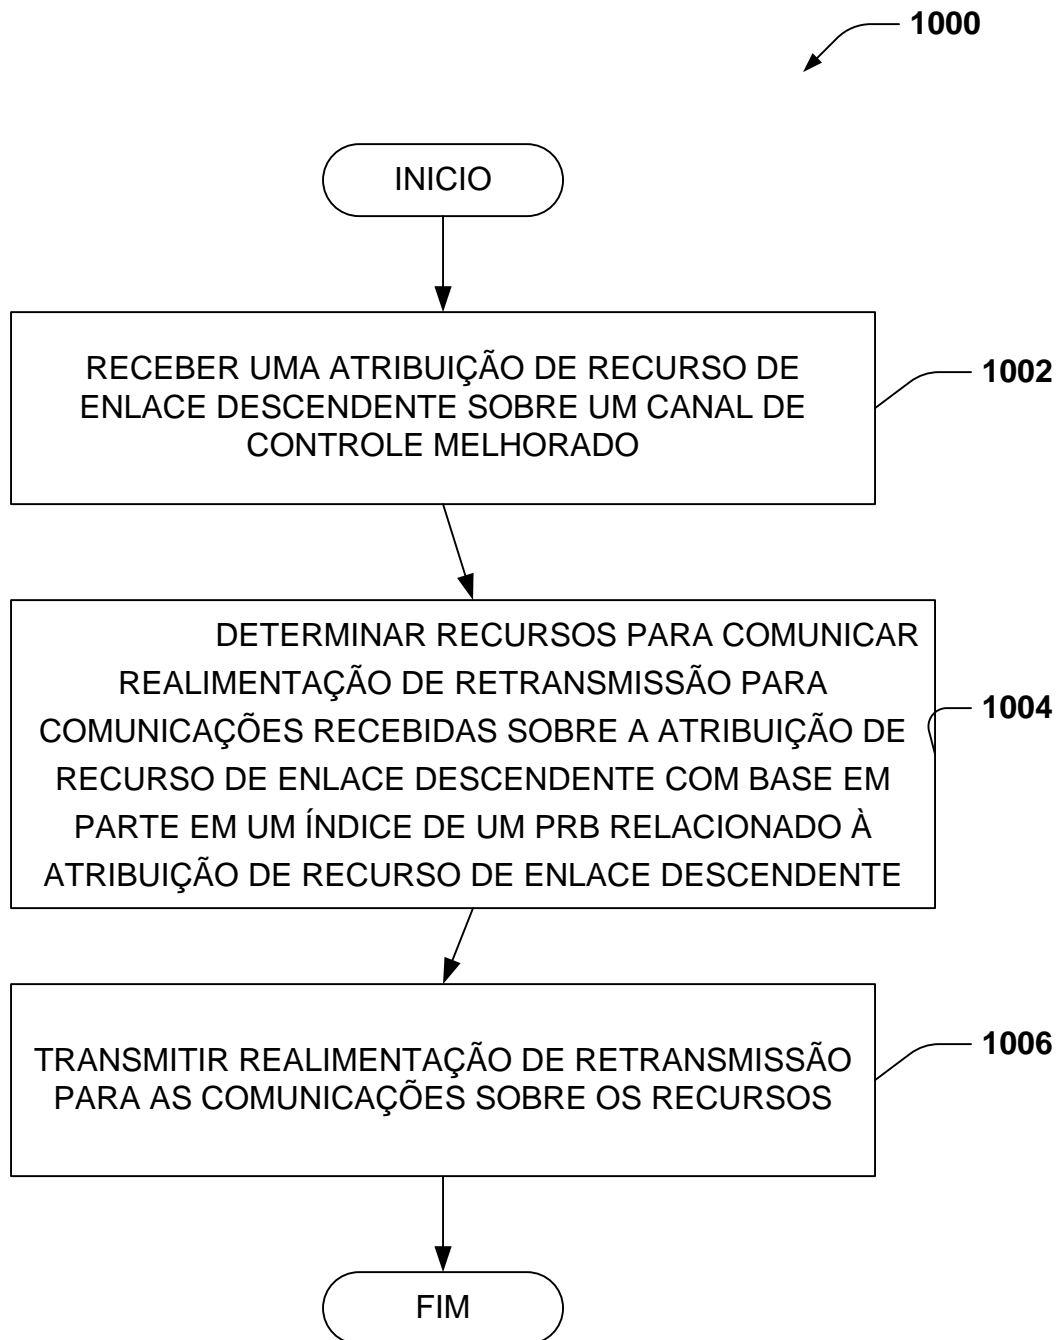 1000
INICIO
RECEBER UMA ATRIBUIÇÃO DE RECURSO DE
ENLACE DESCENDENTE SOBRE UM CANAL DE
CONTROLE MELHORADO
1002
DETERMINAR RECURSOS PARA COMUNICAR
REALIMENTAÇÃO DE RETRANSMISSÃO PARA
COMUNICAÇÕES RECEBIDAS SOBRE A ATRIBUIÇÃO DE
RECURSO DE ENLACE DESCENDENTE COM BASE EM
PARTE EM UM ÍNDICE DE UM PRB RELACIONADO À
ATRIBUIÇÃO DE RECURSO DE ENLACE DESCENDENTE
1004
TRANSMITIR REALIMENTAÇÃO DE RETRANSMISSÃO
PARA AS COMUNICAÇÕES SOBRE OS RECURSOS
1006
FIM